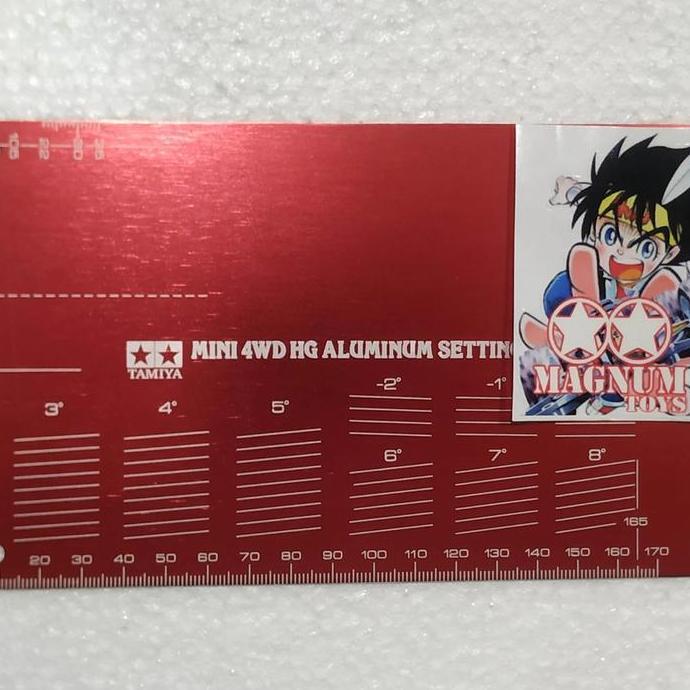 MINI 4WD HG ALUMINUM SETTING
TAMIYA
MAGNUM
TOYS
-2° -1°
3° 4° 5°
6° 7° 8°
165
20 30 40 50 60 70 80 90 100 110 120 130 140 150 160 170